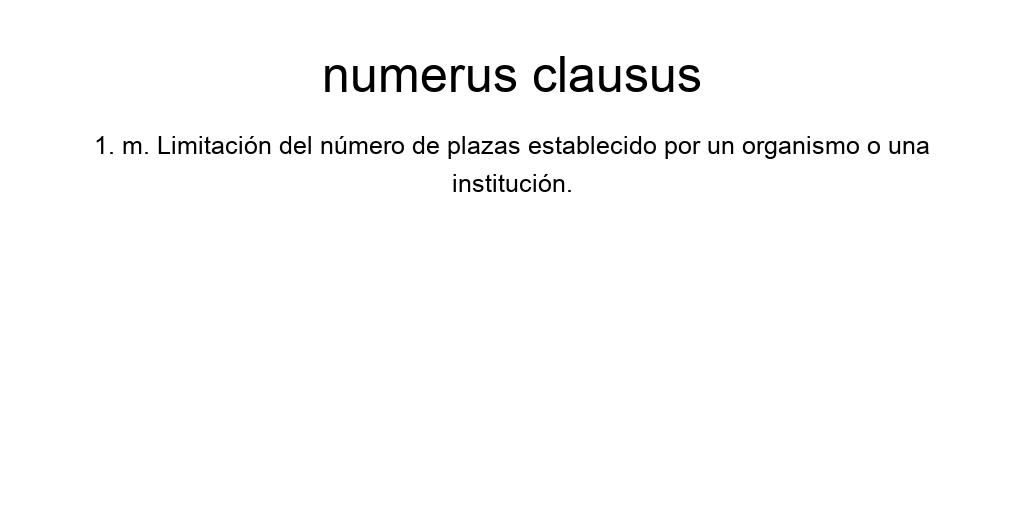 numerus clausus
1. m. Limitación del número de plazas establecido por un organismo o una
institución.